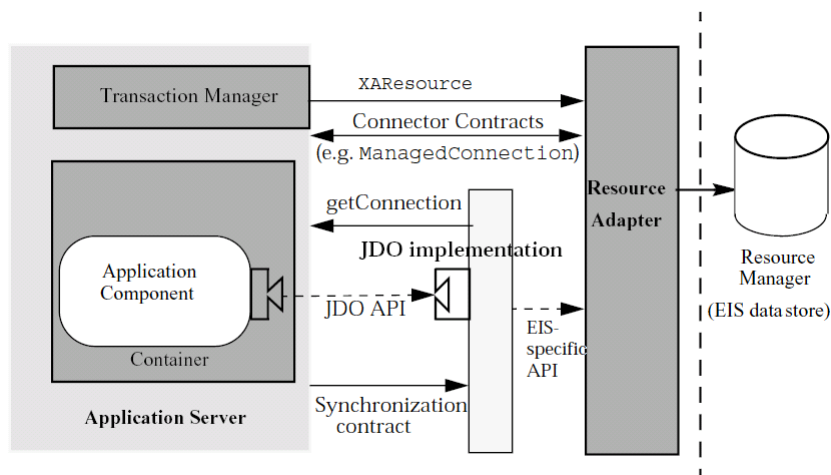 Transaction Manager
XAResource
Connector Contracts
(e.g. ManagedConnection)
getConnection
Resource
Adapter
JDO implementation
Application
Component
JDO API
Container
EIS-
specific
API
Synchronization
contract
Application Server
Resource
Manager
(EIS data store)